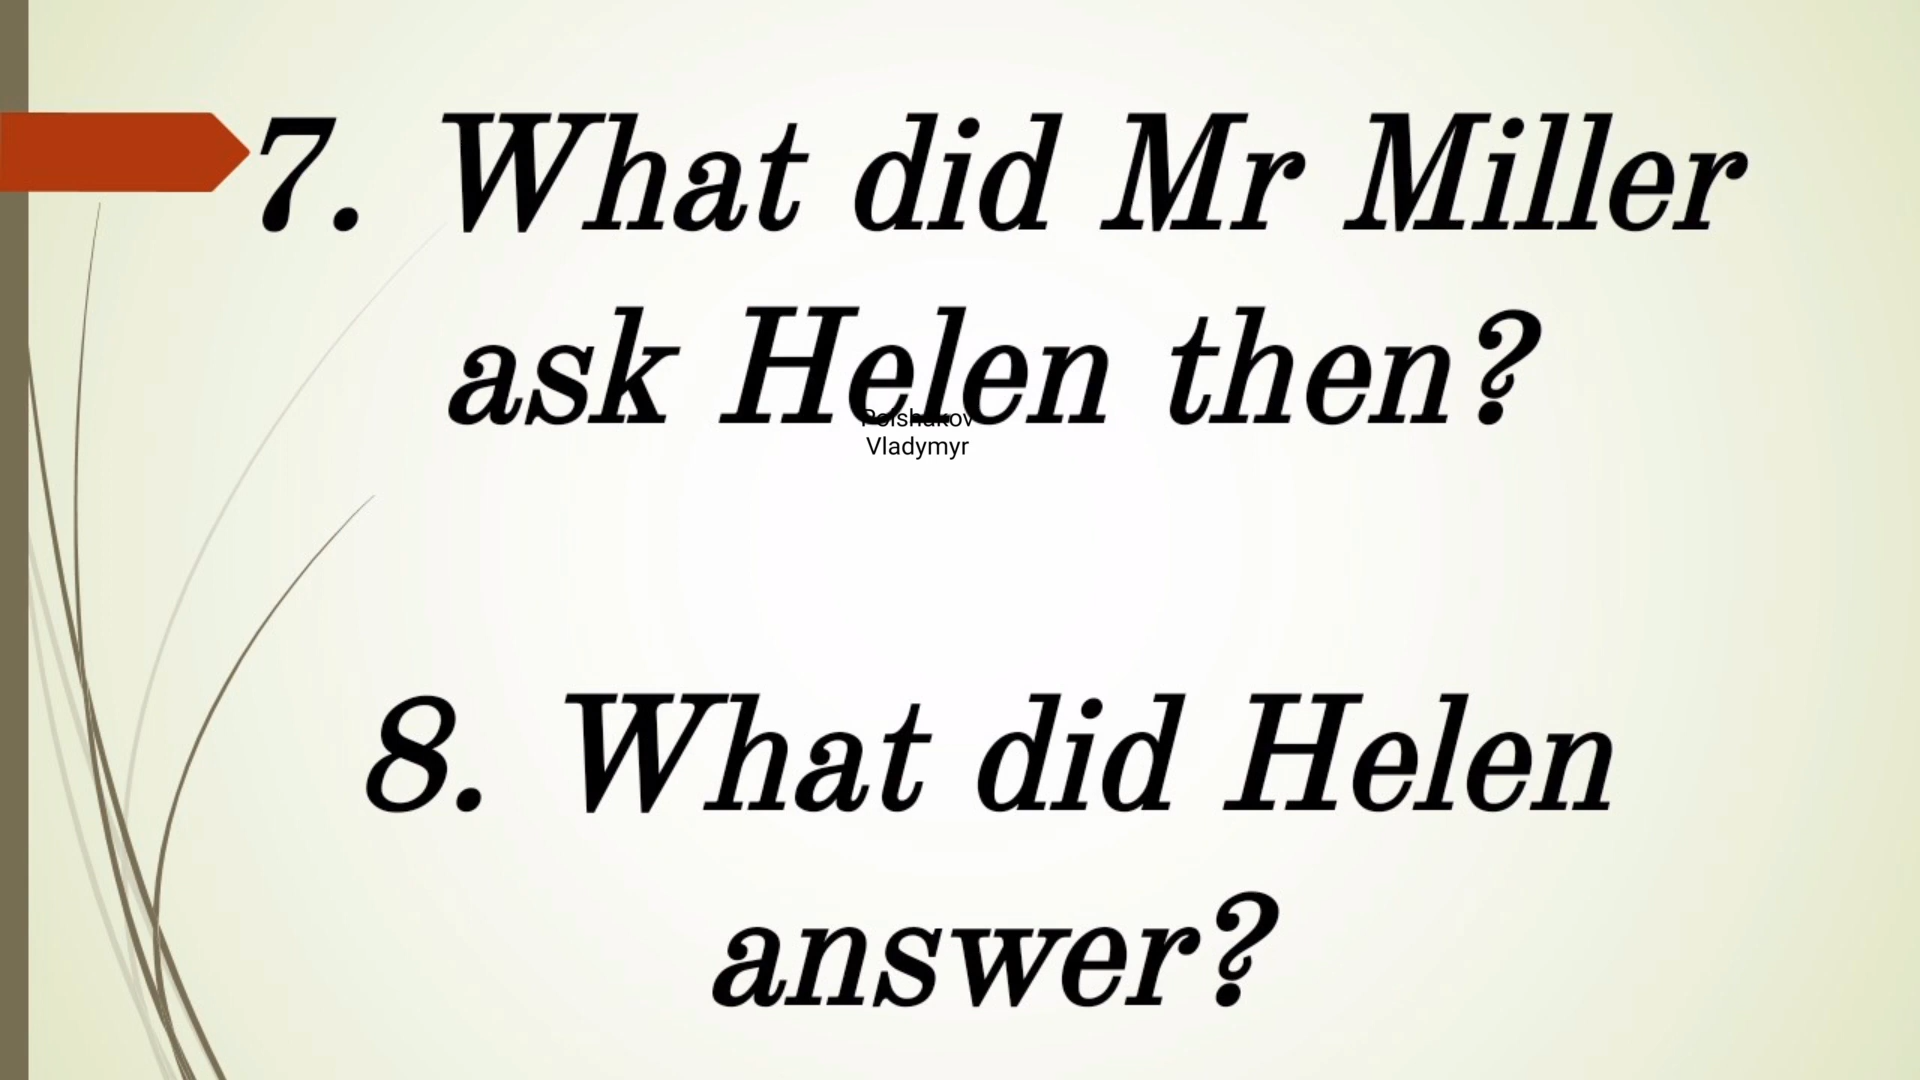 7. What did Mr Miller
ask Helen then?
Vladymyr
8. What did Helen
answer?